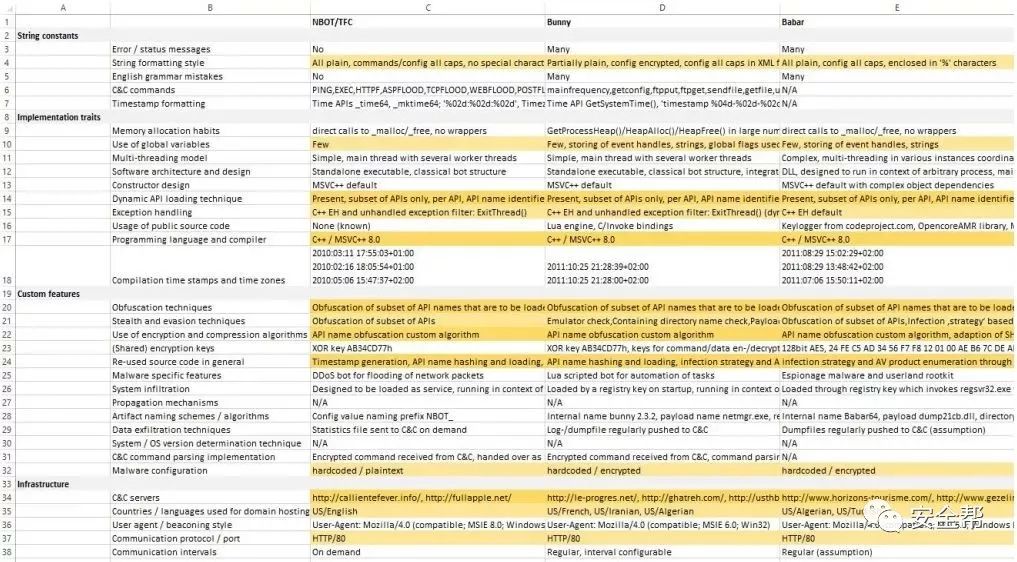 A B C D E
1 NBOT/TFC Bunny Babar
2 String constants
3 Error / status messages No Many Many
4 String formatting style All plain, commands/config all caps, no special charact Partially plain, config encrypted, config all caps in XML f All plain, config all caps, enclosed in '%' characters
5 English grammar mistakes No Many Many
6 C&C commands PING,EXEC,HTTPF,ASPFLOOD,TCPFLOOD,WEBFLOOD,POSTFL mainfrequency,getconfig,ftpput,ftpget,sendfile,getfile,u N/A
7 Timestamp formatting Time APIs _time64, _mktime64; '%02d:%02d:%02d', Timez Time API GetSystemTime(), 'timestamp %04d-%02d-%02d N/A
8 Implementation traits
9 Memory allocation habits direct calls to _malloc/_free, no wrappers GetProcessHeap()/HeapAlloc()/HeapFree() in large num direct calls to _malloc/_free, no wrappers
10 Use of global variables Few Few, storing of event handles, strings, global flags used Few, storing of event handles, strings
11 Multi-threading model Simple, main thread with several worker threads Simple, main thread with several worker threads Complex, multi-threading in various instances coordina
12 Software architecture and design Standalone executable, classical bot structure Standalone executable, classical bot structure, integrat DLL, designed to run in context of arbitrary process, mai
13 Constructor design MSVC++ default MSVC++ default MSVC++ default with complex object dependencies
14 Dynamic API loading technique Present, subset of APIs only, per API, API name identifie Present, subset of APIs only, per API, API name identifie Present, subset of APIs only, per API, API name identifie
15 Exception handling C++ EH and unhandled exception filter: ExitThread() C++ EH and unhandled exception filter: ExitThread() (dyn C++ EH default
16 Usage of public source code None (known) Lua engine, C/Invoke bindings Keylogger from codeproject.com, OpencoreAMR library, M
17 Programming language and compiler C++ / MSVC++ 8.0 C++ / MSVC++ 8.0 C++ / MSVC++ 8.0
2010:03:11 17:55:03+01:00 2011:08:29 15:02:29+02:00
2010:02:16 18:05:54+01:00 2011:10:25 21:28:39+02:00 2011:08:29 13:48:42+02:00
18 Compilation time stamps and time zones 2010:05:06 15:47:37+02:00 2011:10:25 21:28:00+02:00 2011:07:06 15:50:11+02:00
19 Custom features
20 Obfuscation techniques Obfuscation of subset of API names that are to be loade Obfuscation of subset of API names that are to be loade Obfuscation of subset of API names that are to be loade
21 Stealth and evasion techniques Obfuscation of subset of APIs Emulator check,Containing directory name check,Payloa Obfuscation of subset of APIs,Infection ,strategy' based
22 Use of encryption and compression algorithms API name obfuscation custom algorithm API name obfuscation custom algorithm API name obfuscation custom algorithm, adaption of SH
23 (Shared) encryption keys XOR key AB34CD77h XOR key AB34CD77h, keys for command/data en-/decrypt 128bit AES, 24 FE C5 AD 34 56 F7 F8 12 01 00 AE B6 7C DE A
24 Re-used source code in general Timestamp generation, API name hashing and loading, API name hashing and loading, infection strategy and A Infection strategy and AV product enumeration through
25 Malware specific features DDoS bot for flooding of network packets Lua scripted bot for automation of tasks Espionage malware and userland rootkit
26 System infiltration Designed to be loaded as service, running in context of Loaded by a registry key on startup, running in context o Loaded through registry key which invokes regsvr32.exe
27 Propagation mechanisms N/A N/A N/A
28 Artifact naming schemes / algorithms Config value naming prefix NBOT_ Internal name bunny 2.3.2, payload name netmgr.exe, re Internal name Babar64, payload dump21cb.dll, directory
29 Data exfiltration techniques Statistics file sent to C&C on demand Log-/dumpfile regularly pushed to C&C Dumpfiles regularly pushed to C&C (assumption)
30 System / OS version determination technique N/A N/A N/A
31 C&C command parsing implementation Encrypted command received from C&C, handed over as Encrypted command received from C&C, command parsin N/A
32 Malware configuration hardcoded / plaintext hardcoded / encrypted hardcoded / encrypted
33 Infrastructure
34 C&C servers http://callientefever.info/, http://fullapple.net/ http://le-progres.net/, http://ghatreh.com/, http://usthb http://www.horizons-tourisme.com/, http://www.gezelin
35 Countries / languages used for domain hosting US/English US/French, US/Iranian, US/Algerian US/Algerian,
36 User agent / beaconing style User-Agent: Mozilla/4.0 (compatible; MSIE 8.0; Windows User-Agent: Mozilla/4.0 (compatible; MSIE 6.0; Win32) User-Agent: Mozilla/4.0 (compatible; MSIE
37 Communication protocol / port HTTP/80 HTTP/80 HTTP/80
38 Communication intervals On demand Regular, interval configurable Regular (assumption)
安全帮